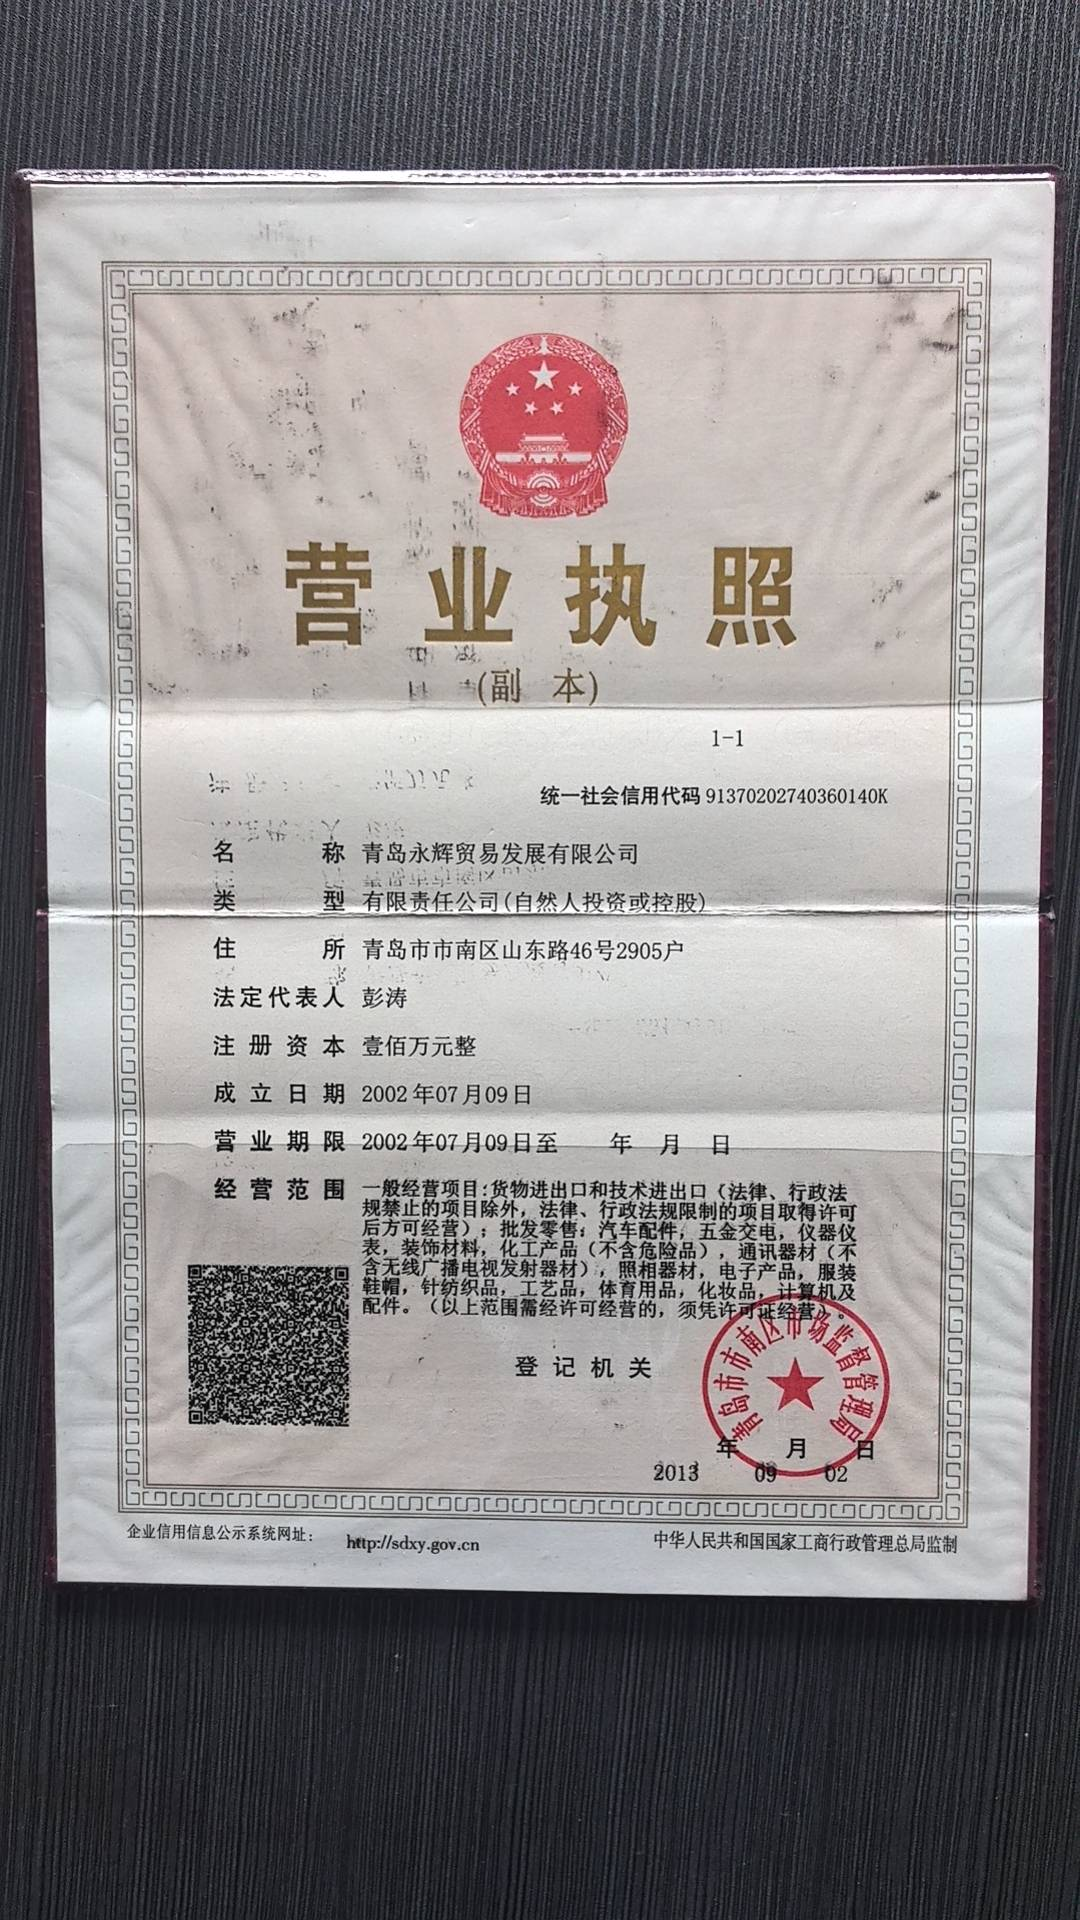 营业执照
(副 本)
1-1
统一社会信用代码 91370202740360140K
名 称 青岛永辉贸易发展有限公司
类 型 有限责任公司(自然人投资或控股)
住 所 青岛市市南区山东路46号2905户
法定代表人 彭涛
注册资本 壹佰万元整
成立日期 2002年07月09日
营业期限 2002年07月09日至 年 月 日
经营范围 一般经营项目:货物进出口和技术进出口（法律、行政法
规禁止的项目除外，法律、行政法规限制的项目取得许可
后方可经营）；批发零售：汽车配件，五金交电，仪器仪
表，装饰材料，化工产品（不含危险品），通讯器材（不
含无线广播电视发射器材），照相器材，电子产品，服装
鞋帽，针纺织品，工艺品，体育用品，化妆品，计算机及
配件。（以上范围需经许可经营的，须凭许可证经营）。
登记机关
青岛市市南区市场监督管理局
年 月 日
2013 09 02
企业信用信息公示系统网址： http://sdxy.gov.cn
中华人民共和国国家工商行政管理总局监制